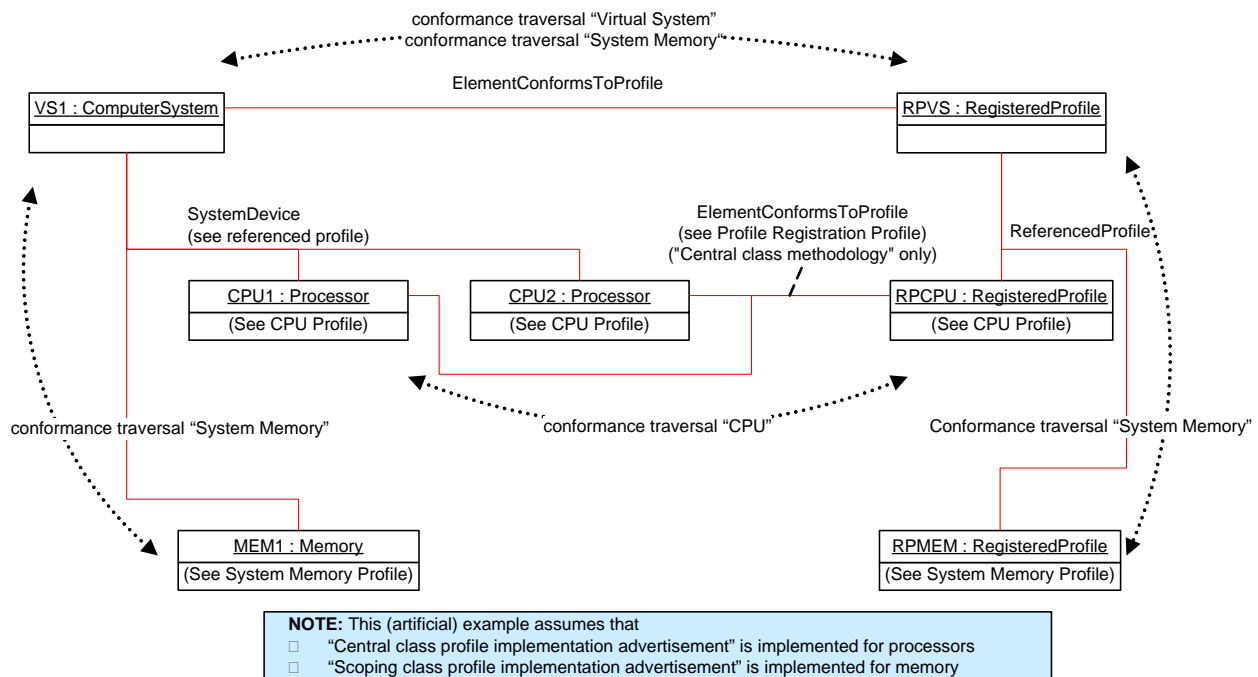 conformance traversal “Virtual System”
conformance traversal “System Memory“
ElementConformsToProfile
VS1 : ComputerSystem
RPVS : RegisteredProfile
SystemDevice
(see referenced profile)
ElementConformsToProfile
(see Profile Registration Profile)
("Central class methodology" only)
ReferencedProfile
CPU1 : Processor
(See CPU Profile)
CPU2 : Processor
(See CPU Profile)
RPCPU : RegisteredProfile
(See CPU Profile)
conformance traversal “System Memory”
conformance traversal “CPU”
Conformance traversal “System Memory”
MEM1 : Memory
(See System Memory Profile)
RPMEM : RegisteredProfile
(See System Memory Profile)
NOTE: This (artificial) example assumes that
“Central class profile implementation advertisement” is implemented for processors
“Scoping class profile implementation advertisement” is implemented for memory